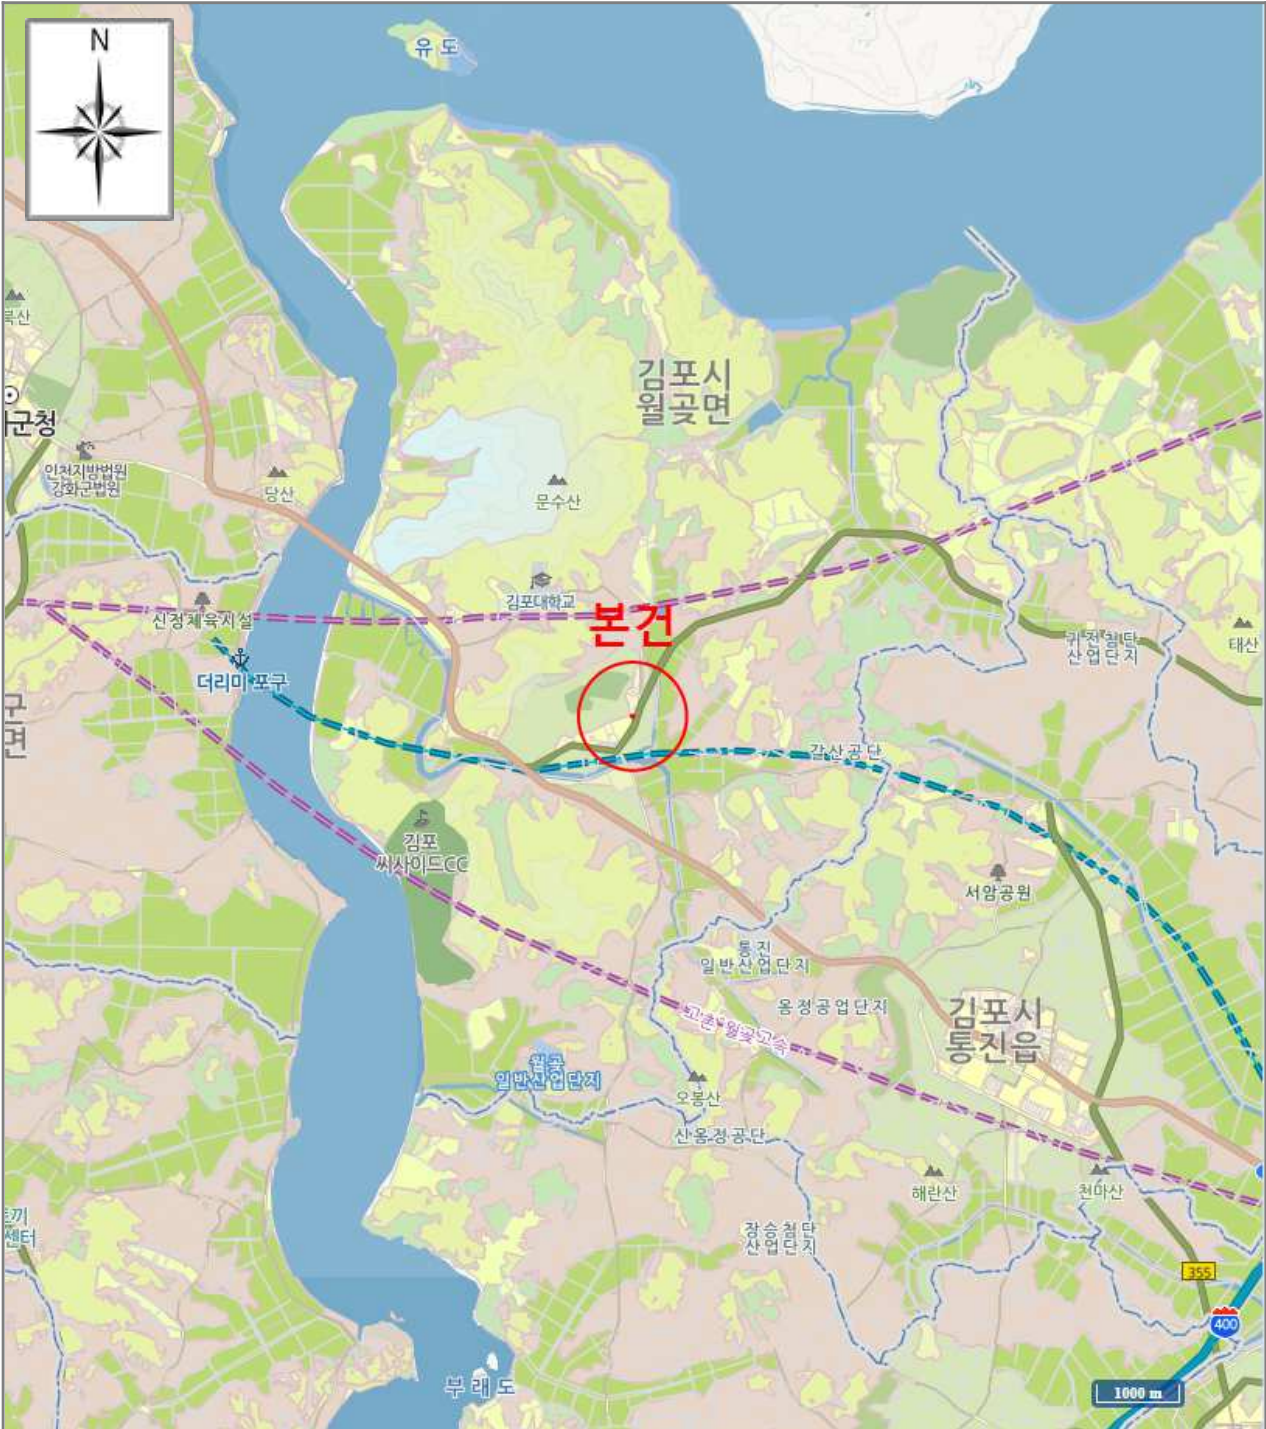 N
유 도
북산
김포시
월곶면
군청
인천지방법원
강화군법원
당산
문수산
김포대학교
신정체육시설
본건
귀전첨단
산업단지
태산
더리미 포구
군
면
갈산공단
김포
씨사이드CC
서암공원
통진
일반산업단지
옹정공업단지
고촌-월곶고속
김포시
통진읍
월곶
일반산업단지
오봉산
신옹정공단
해란산
천마산
토끼
센터
장승첨단
산업단지
355
400
부 래 도
1000 m